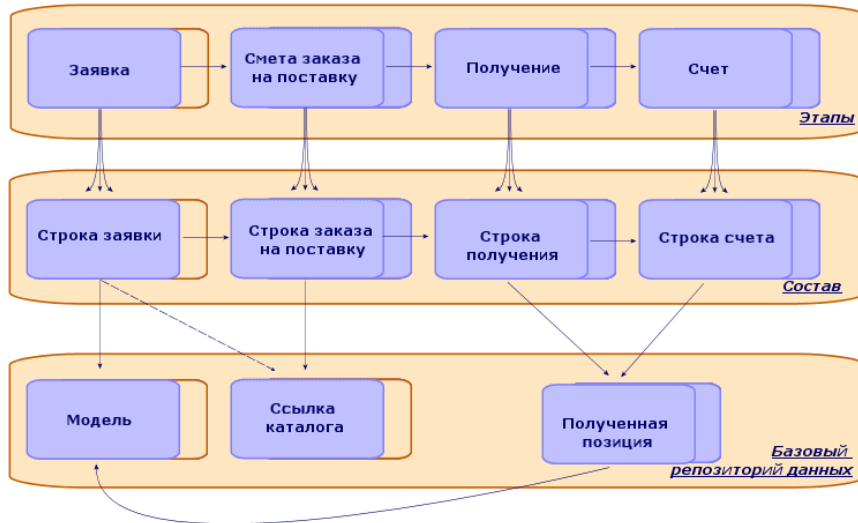 Заявка
Смета заказа
на поставку
Получение
Счет
Этапы
Строка заявки
Строка заказа
на поставку
Строка
получения
Строка счета
Состав
Модель
Ссылка
каталога
Полученная
позиция
Базовый
репозиторий данных